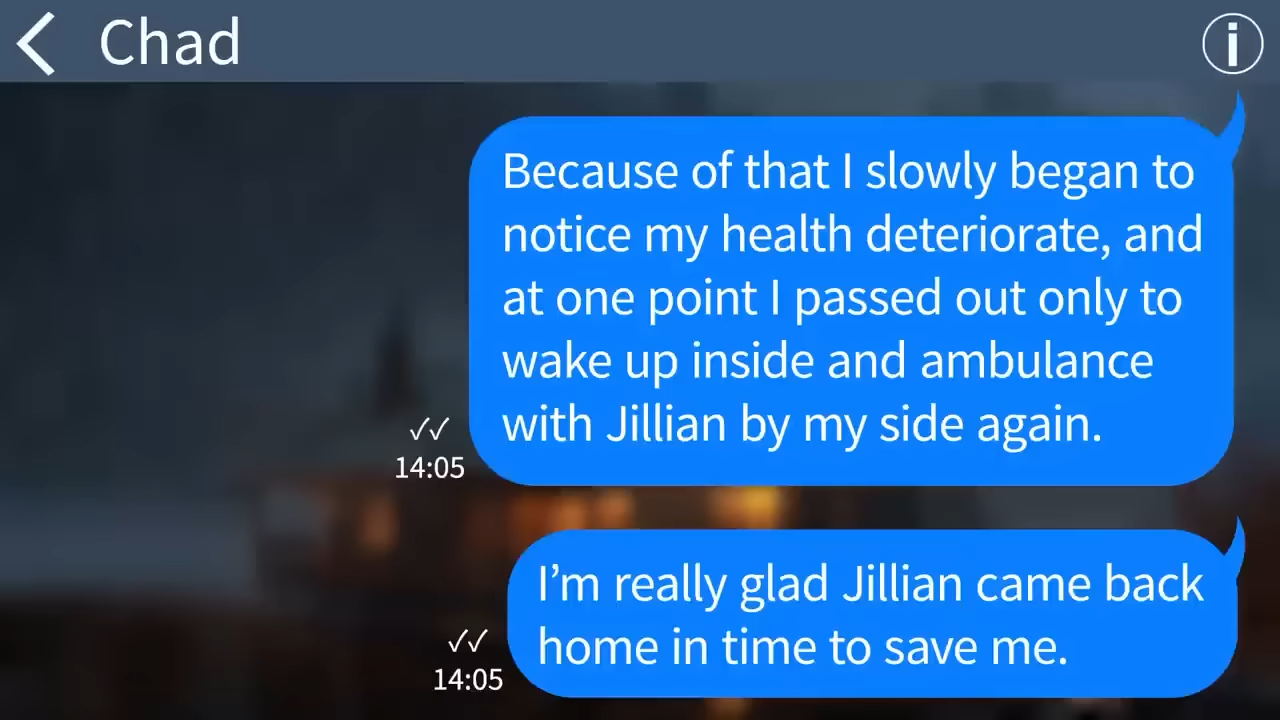 Chad
Because of that I slowly began to
notice my health deteriorate, and
at one point I passed out only to
wake up inside and ambulance
with Jillian by my side again.
✓✓
14:05
I’m really glad Jillian came back
home in time to save me.
✓✓
14:05